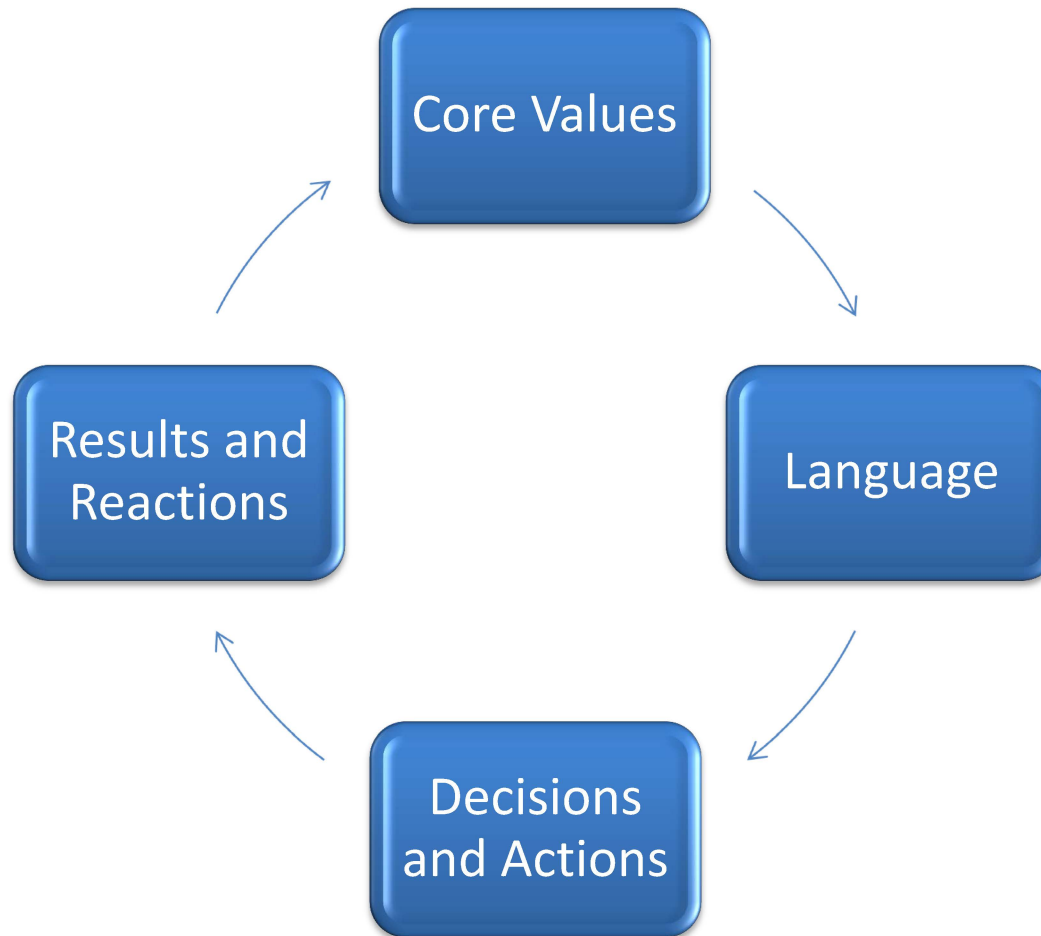 Core Values
Language
Decisions
and Actions
Results and
Reactions